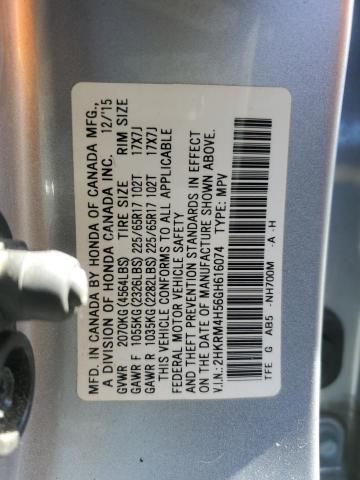 MFD. IN CANADA BY HONDA OF CANADA MFG.,
A DIVISION OF HONDA CANADA INC. 12/15
GVWR 2070KG (4564LBS) TIRE SIZE RIM SIZE
GAWR F 1055KG (2326LBS) 225/65R17 102T 17X7J
GAWR R 1035KG (2282LBS) 225/65R17 102T 17X7J
THIS VEHICLE CONFORMS TO ALL APPLICABLE
FEDERAL MOTOR VEHICLE SAFETY
AND THEFT PREVENTION STANDARDS IN EFFECT
ON THE DATE OF MANUFACTURE SHOWN ABOVE.
V.I.N.: 2HKRM4H56GH616074 TYPE: MPV
TFE G AB5 -NH700M -A-H